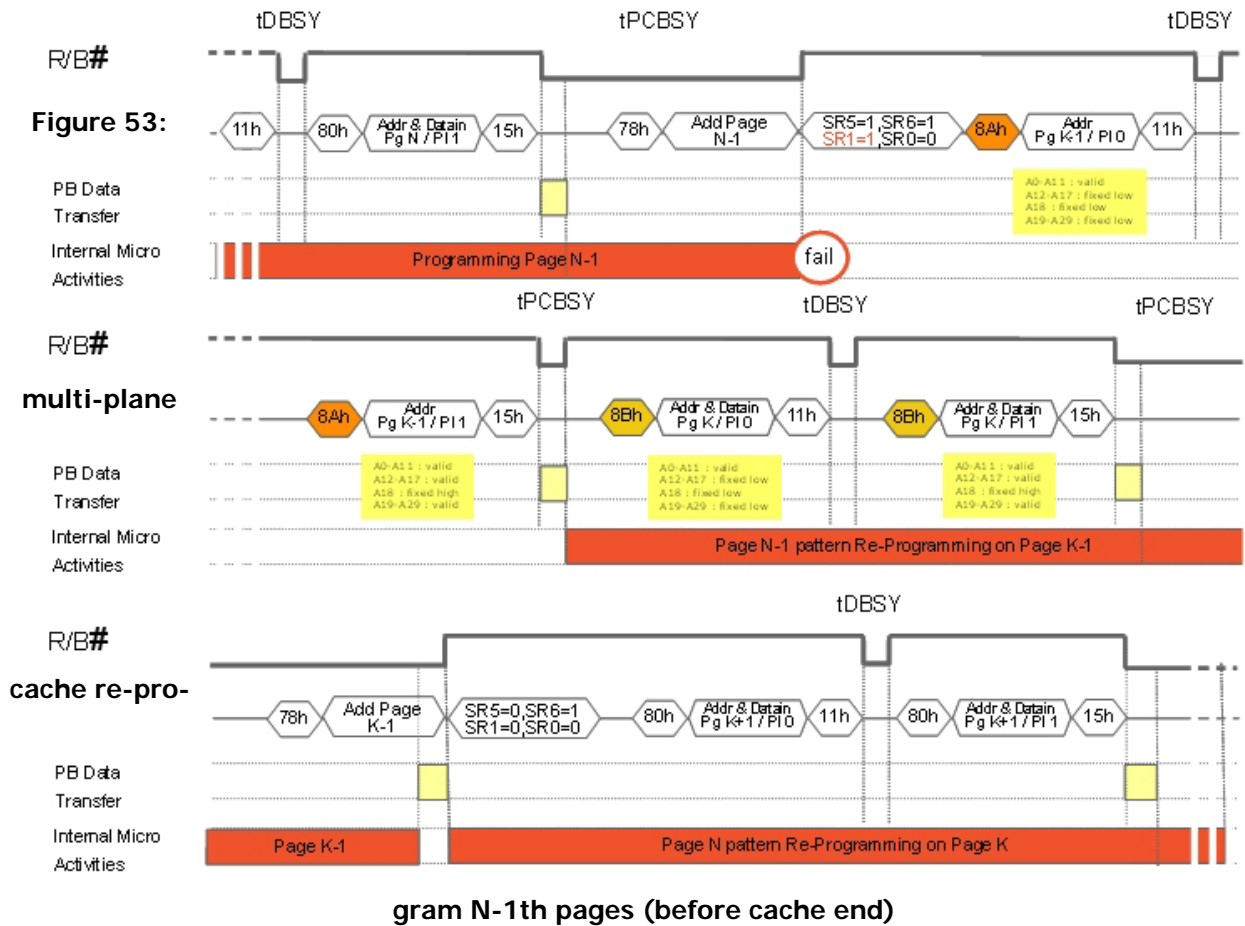 tDBSY tPCBSY tDBSY
R/B#
Figure 53:
11h 80h Addr & Datain Pg N / Pl 1 15h 78h Add Page N-1 SR5=1,SR6=1 SR1=1,SR0=0 8Ah Addr Pg K-1 / Pl 0 11h
PB Data
Transfer
A0-A11 : valid
A12-A17 : fixed low
A18 : fixed low
A19-A29 : fixed low
Internal Micro
Activities
Programming Page N-1
fail
tPCBSY tDBSY tPCBSY
R/B#
multi-plane
8Ah Addr Pg K-1 / Pl 1 15h 8Bh Addr & Datain Pg K / Pl 0 11h 8Bh Addr & Datain Pg K / Pl 1 15h
PB Data
Transfer
A0-A11 : valid
A12-A17 : valid
A18 : fixed high
A19-A29 : valid
A0-A11 : valid
A12-A17 : fixed low
A18 : fixed low
A19-A29 : fixed low
A0-A11 : valid
A12-A17 : valid
A18 : fixed high
A19-A29 : valid
Internal Micro
Activities
Page N-1 pattern Re-Programming on Page K-1
tDBSY
R/B#
cache re-pro-
78h Add Page K-1 SR5=0,SR6=1 SR1=0,SR0=0 80h Addr & Datain Pg K+1 / Pl 0 11h 80h Addr & Datain Pg K+1 / Pl 1 15h
PB Data
Transfer
Internal Micro
Activities
Page K-1
Page N pattern Re-Programming on Page K
gram N-1th pages (before cache end)